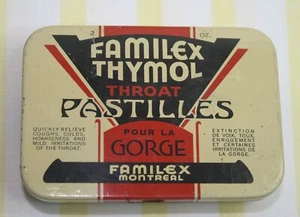 2 OZ.
FAMILEX
THYMOL
THROAT
PASTILLES
QUICKLY RELIEVE
COUGHS, COLDS,
HOARSENESS AND
MILD IRRITATIONS
OF THE THROAT.
POUR LA
GORGE
EXTINCTION
DE VOIX, TOUX,
ENROUEMENT
ET CERTAINES
IRRITATIONS DE
LA GORGE.
FAMILEX
MONTREAL